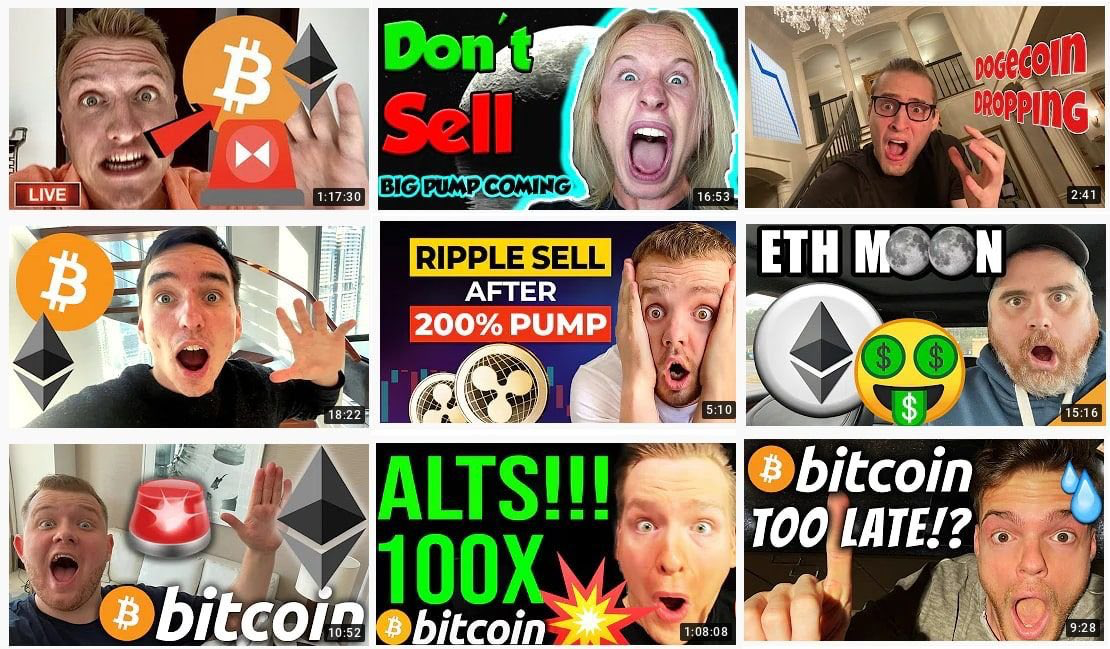 LIVE
1:17:30
Don´t
Sell
BIG PUMP COMING
16:53
DOGECOIN
DROPPING
2:41
18:22
RIPPLE SELL
AFTER
200% PUMP
5:10
ETH MOON
$ $
$
15:16
bitcoin
10:52
ALTS!!!
100X
bitcoin
1:08:08
bitcoin
TOO LATE!?
9:28